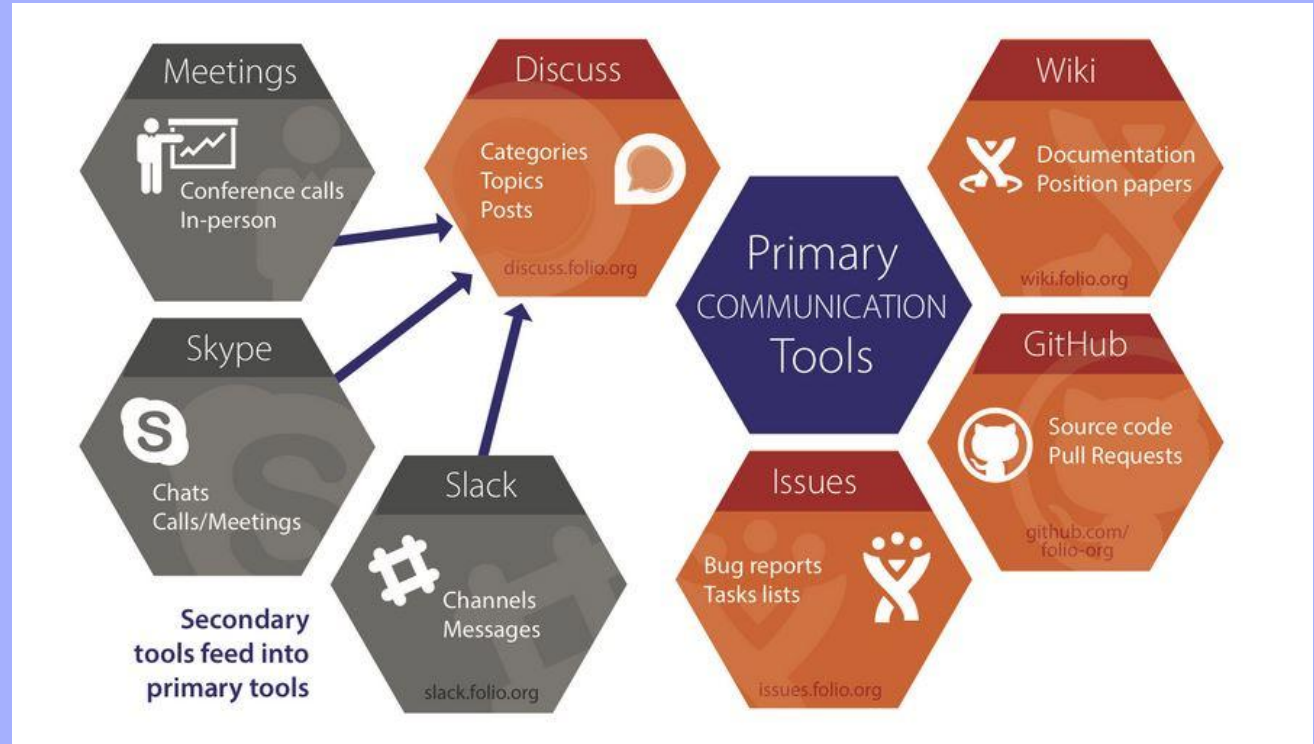 Meetings
Conference calls
In-person
Discuss
Categories
Topics
Posts
discuss.folio.org
Wiki
Documentation
Position papers
wiki.folio.org
Primary
COMMUNICATION
Tools
Skype
S
Chats
Calls/Meetings
GitHub
Source code
Pull Requests
github.com/
folio-org
Slack
Channels
Messages
slack.folio.org
Issues
Bug reports
Tasks lists
issues.folio.org
Secondary
tools feed into
primary tools